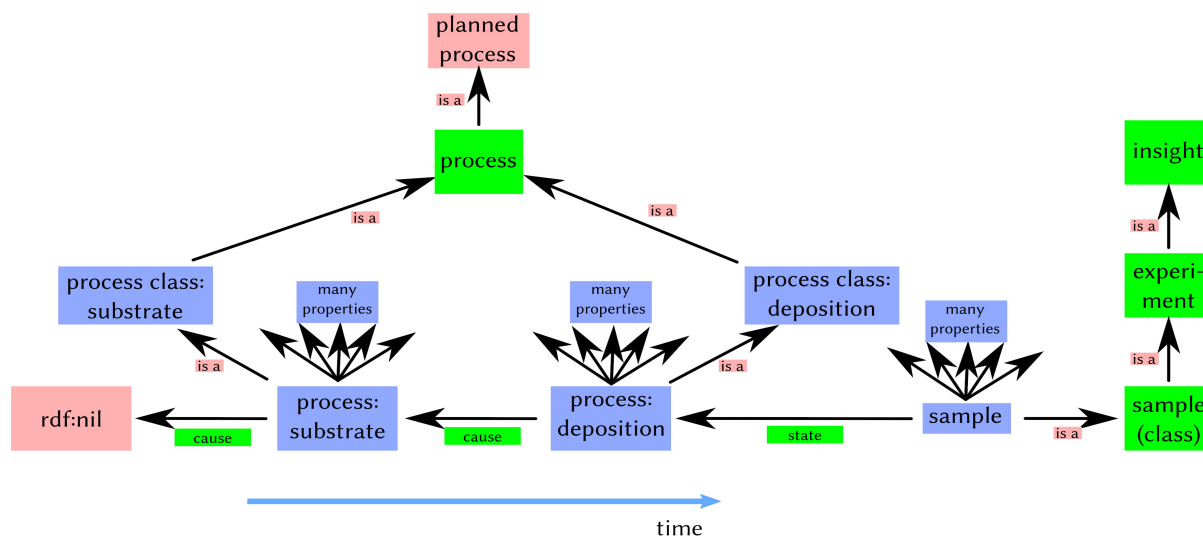 planned
process
is a
process
insight
is a
is a
is a
process class:
substrate
many
properties
many
properties
process class:
deposition
many
properties
experi-
ment
is a
is a
is a
rdf:nil
cause
process:
substrate
cause
process:
deposition
state
sample
is a
sample
(class)
time